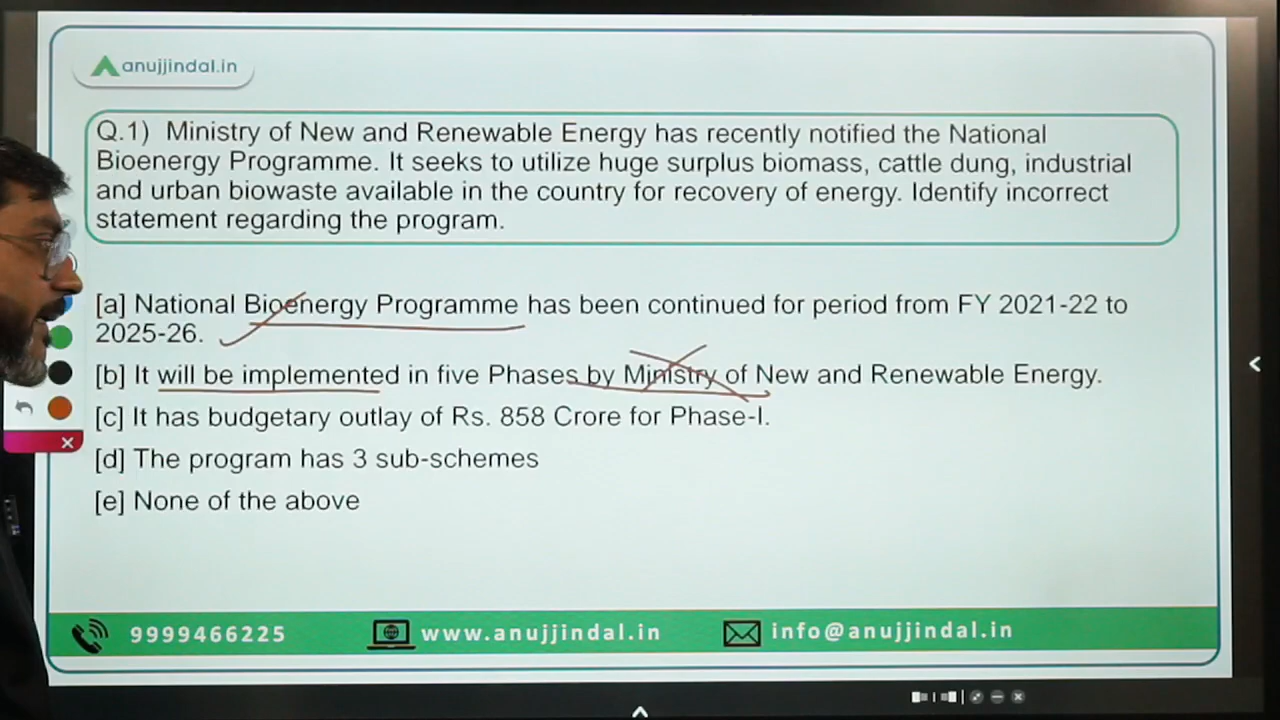 anujjindal.in
Q.1) Ministry of New and Renewable Energy has recently notified the National
Bioenergy Programme. It seeks to utilize huge surplus biomass, cattle dung, industrial
and urban biowaste available in the country for recovery of energy. Identify incorrect
statement regarding the program.
[a] National Bioenergy Programme has been continued for period from FY 2021-22 to
2025-26.
[b] It will be implemented in five Phases by Ministry of New and Renewable Energy.
[c] It has budgetary outlay of Rs. 858 Crore for Phase-I.
[d] The program has 3 sub-schemes
[e] None of the above
9999466225 www.anujjindal.in info@anujjindal.in